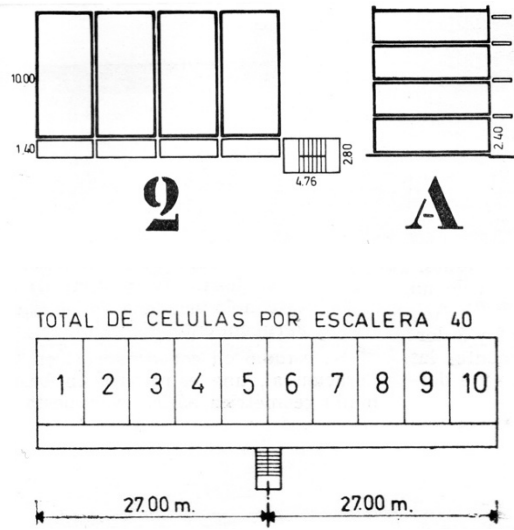 10.00
1.40
4.76
2.80
2.40
2
A
TOTAL DE CELULAS POR ESCALERA 40
1 2 3 4 5 6 7 8 9 10
27.00 m. 27.00 m.